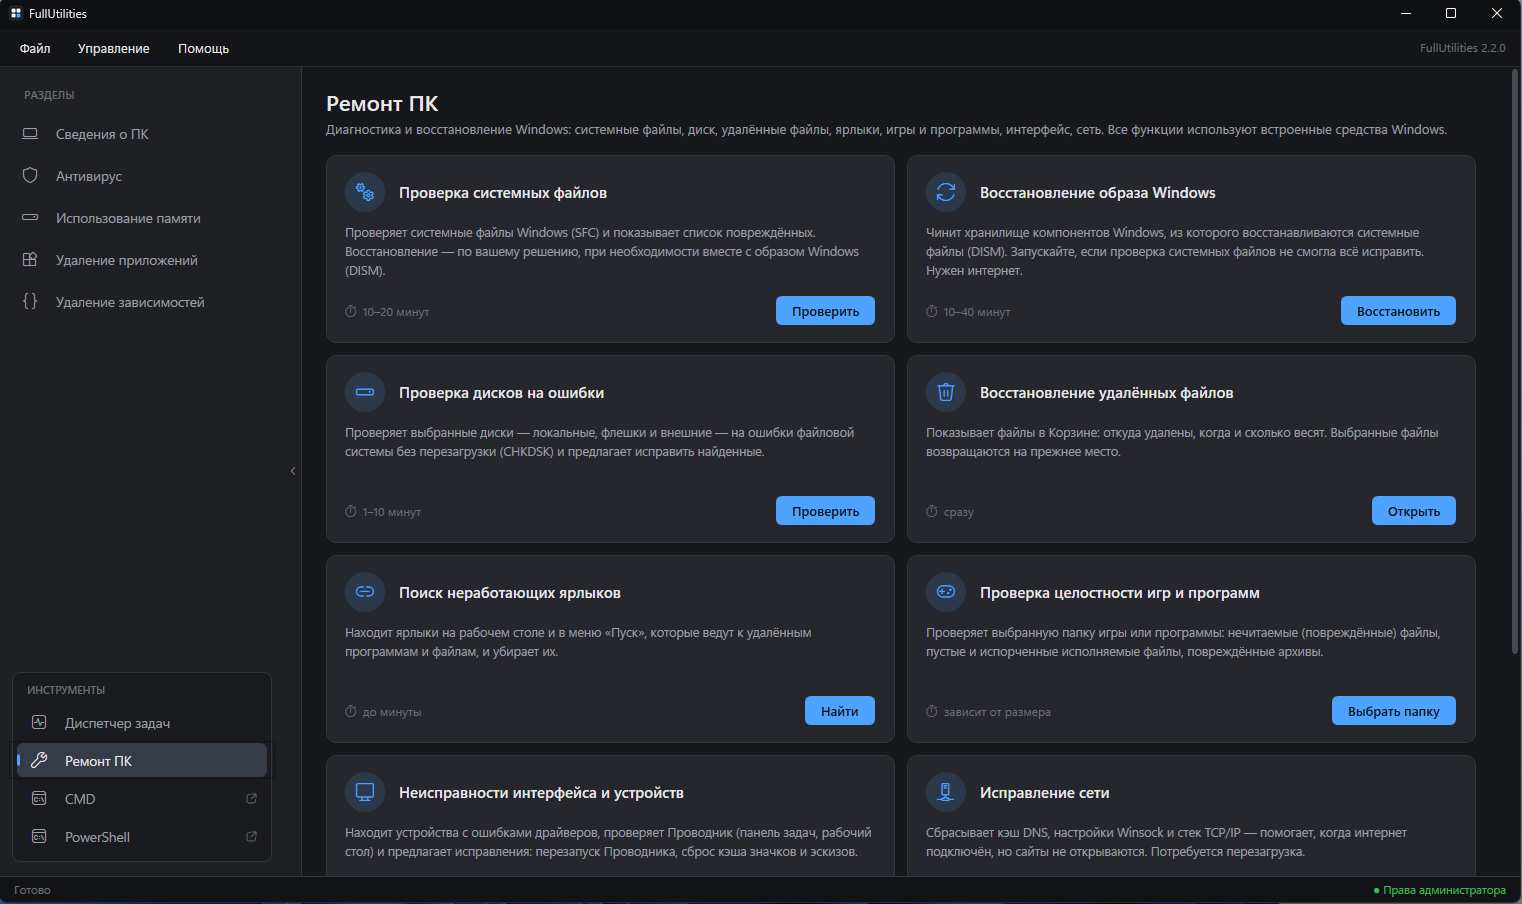 FullUtilities
Файл Управление Помощь
FullUtilities 2.2.0
РАЗДЕЛЫ
Сведения о ПК
Антивирус
Использование памяти
Удаление приложений
Удаление зависимостей
ИНСТРУМЕНТЫ
Диспетчер задач
Ремонт ПК
CMD
PowerShell
Ремонт ПК
Диагностика и восстановление Windows: системные файлы, диск, удалённые файлы, ярлыки, игры и программы, интерфейс, сеть. Все функции используют встроенные средства Windows.
Проверка системных файлов
Проверяет системные файлы Windows (SFC) и показывает список повреждённых.
Восстановление — по вашему решению, при необходимости вместе с образом Windows
(DISM).
10–20 минут
Проверить
Восстановление образа Windows
Чинит хранилище компонентов Windows, из которого восстанавливаются системные
файлы (DISM). Запускайте, если проверка системных файлов не смогла всё исправить.
Нужен интернет.
10–40 минут
Восстановить
Проверка дисков на ошибки
Проверяет выбранные диски — локальные, флешки и внешние — на ошибки файловой
системы без перезагрузки (CHKDSK) и предлагает исправить найденные.
1–10 минут
Проверить
Восстановление удалённых файлов
Показывает файлы в Корзине: откуда удалены, когда и сколько весят. Выбранные файлы
возвращаются на прежнее место.
сразу
Открыть
Поиск неработающих ярлыков
Находит ярлыки на рабочем столе и в меню «Пуск», которые ведут к удалённым
программам и файлам, и убирает их.
до минуты
Найти
Проверка целостности игр и программ
Проверяет выбранную папку игры или программы: нечитаемые (повреждённые) файлы,
пустые и испорченные исполняемые файлы, повреждённые архивы.
зависит от размера
Выбрать папку
Неисправности интерфейса и устройств
Находит устройства с ошибками драйверов, проверяет Проводник (панель задач, рабочий
стол) и предлагает исправления: перезапуск Проводника, сброс кэша значков и эскизов.
Исправление сети
Сбрасывает кэш DNS, настройки Winsock и стек TCP/IP — помогает, когда интернет
подключён, но сайты не открываются. Потребуется перезагрузка.
Готово
Права администратора